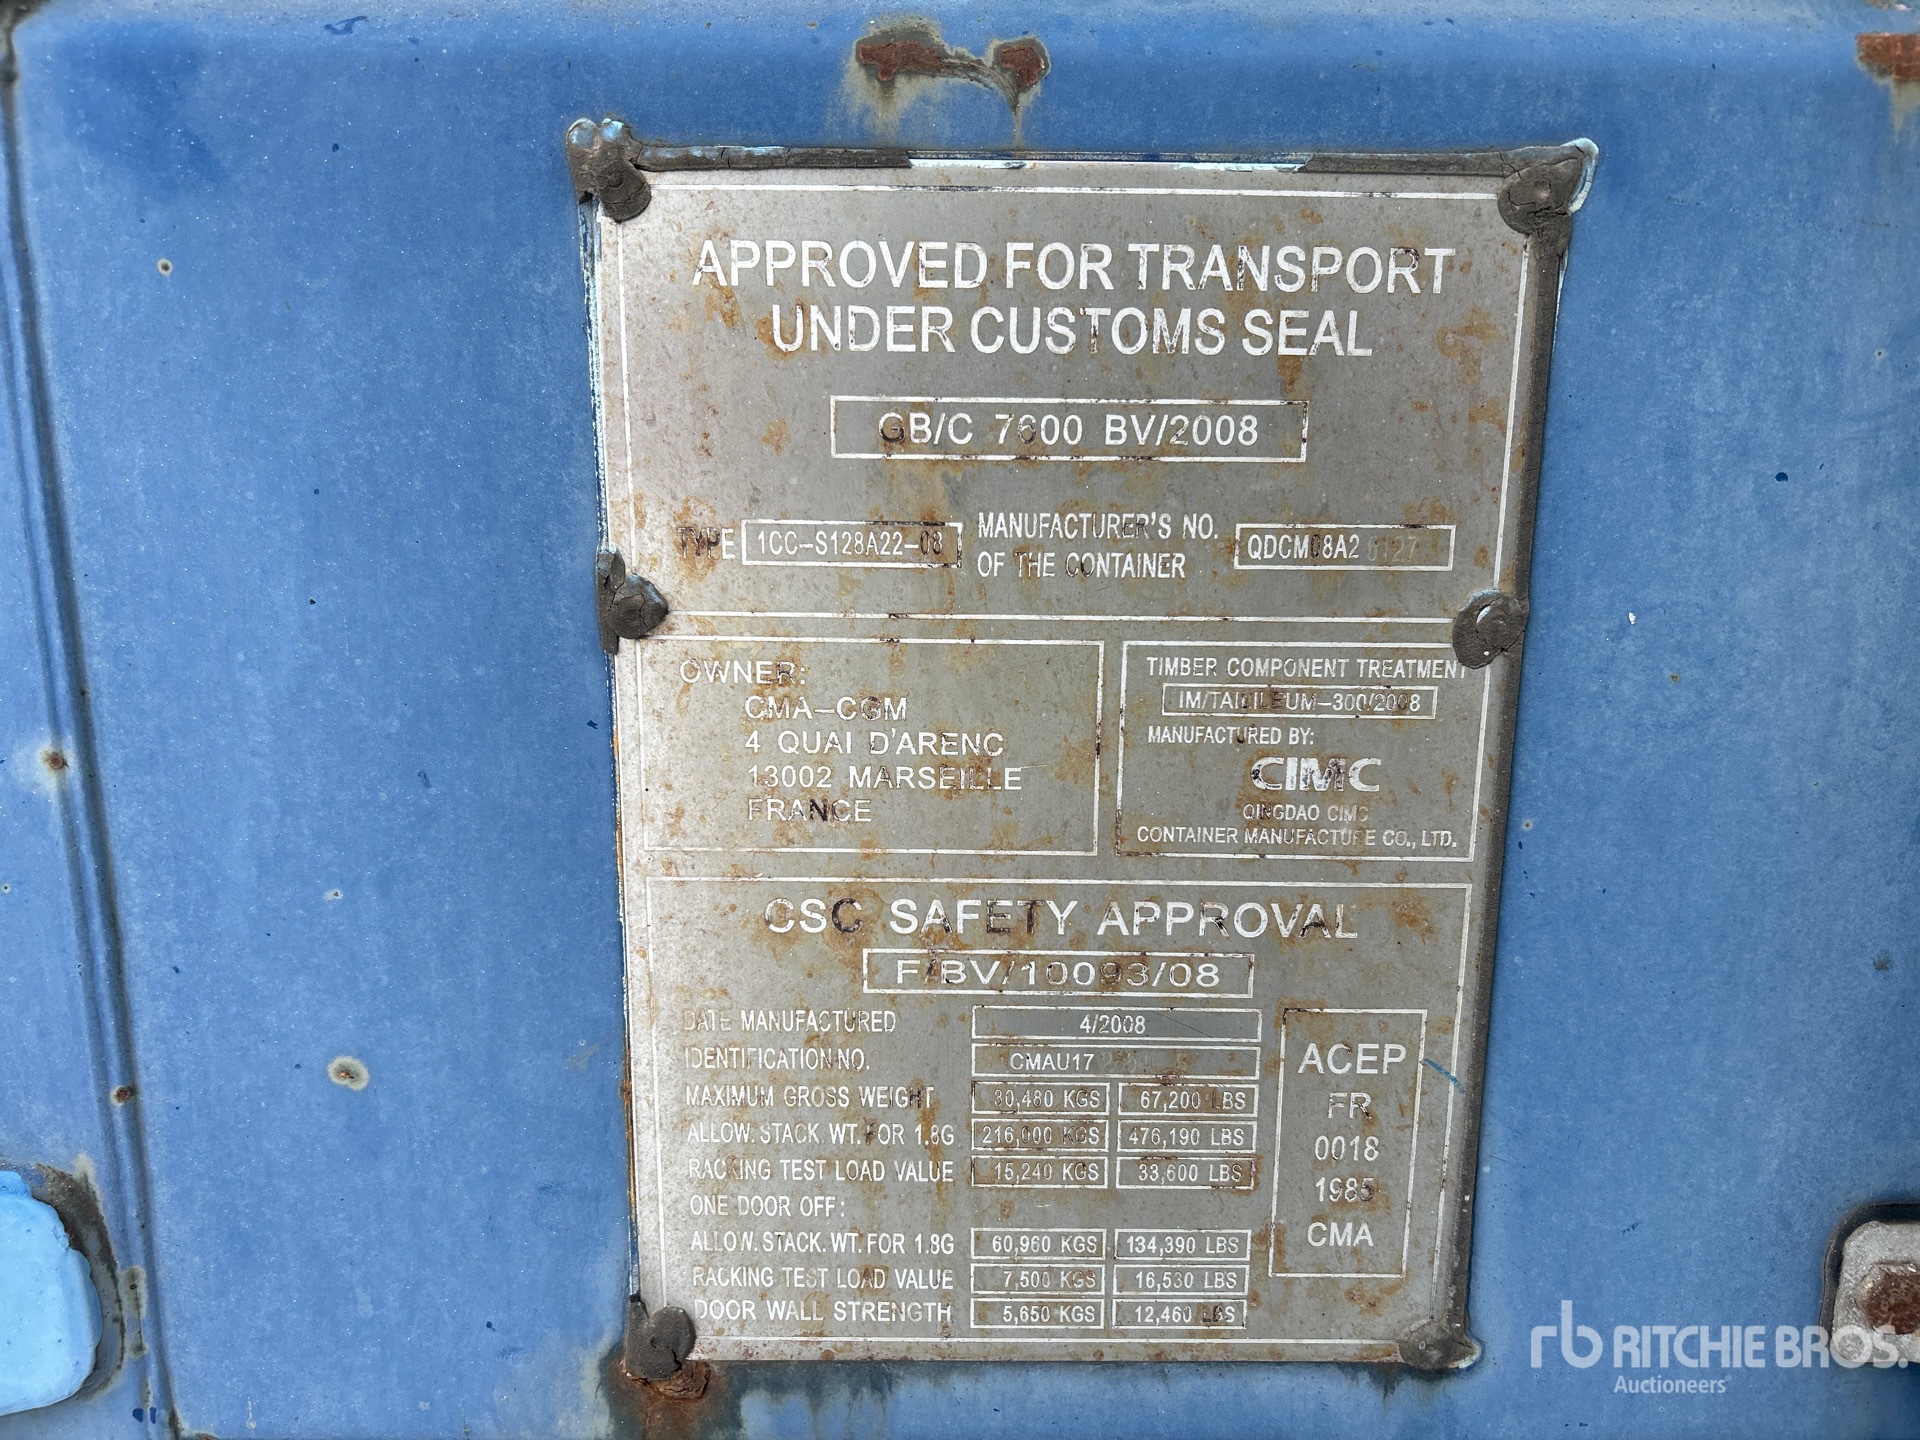 APPROVED FOR TRANSPORT
UNDER CUSTOMS SEAL
GB/C 7600 BV/2008
TYPE 1CC-S128A22-08 MANUFACTURER'S NO.
OF THE CONTAINER
OWNER:
CMA-CGM
4 QUAI D'ARENC
13002 MARSEILLE
FRANCE
TIMBER COMPONENT TREATMENT
MANUFACTURED BY:
CIMC
QINGDAO CIMC
CONTAINER MANUFACTURE CO., LTD.
CSC SAFETY APPROVAL
F/BV/10093/08
DATE MANUFACTURED 4/2008
IDENTIFICATION NO.
MAXIMUM GROSS WEIGHT 30,480 KGS 67,200 LBS
ALLOW. STACK. WT. FOR 1.8G 216,000 KGS 476,190 LBS
RACKING TEST LOAD VALUE 15,240 KGS 33,600 LBS
ONE DOOR OFF:
ALLOW. STACK. WT. FOR 1.8G 60,960 KGS 134,390 LBS
RACKING TEST LOAD VALUE 7,500 KGS 16,530 LBS
DOOR WALL STRENGTH 5,650 KGS 12,460 LBS
ACEP
FR
0018
1985
CMA
rb RITCHIE BROS.
Auctioneers